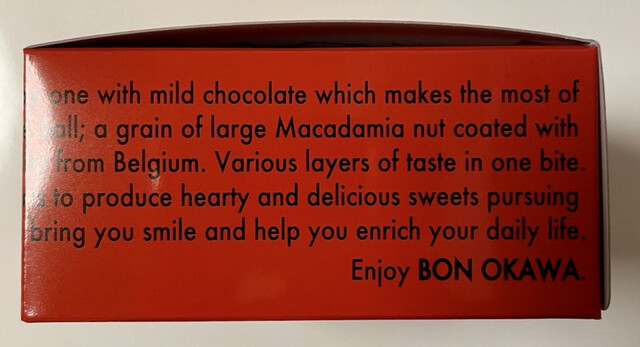 one with mild chocolate which makes the most of
ball; a grain of large Macadamia nut coated with
from Belgium. Various layers of taste in one bite.
to produce hearty and delicious sweets pursuing
bring you smile and help you enrich your daily life.
Enjoy BON OKAWA.